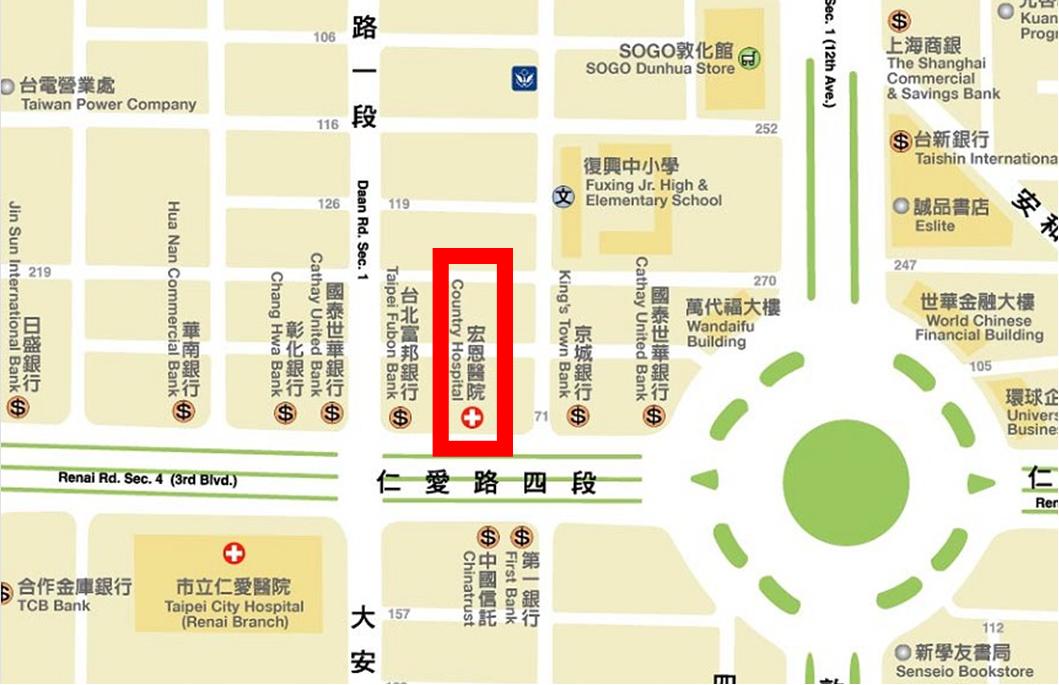 路一段
106
台電營業處
Taiwan Power Company
116
SOGO敦化館
SOGO Dunhua Store
252
Sec. 1 (12th Ave.)
上海商銀
The Shanghai
Commercial
& Savings Bank
Kuan
Progr
台新銀行
Taishin Internationa
誠品書店
Eslite
安和
復興中小學
Fuxing Jr. High &
Elementary School
Daan Rd. Sec. 1
126
119
219
247
270
日盛銀行
Jin Sun International Bank
華南銀行
Hua Nan Commercial Bank
彰化銀行
Chang Hwa Bank
國泰世華銀行
Cathay United Bank
台北富邦銀行
Taipei Fubon Bank
宏恩醫院
Country Hospital
71
京城銀行
King's Town Bank
國泰世華銀行
Cathay United Bank
萬代福大樓
Wandaifu
Building
世華金融大樓
World Chinese
Financial Building
105
環球企
Univers
Busines
Renai Rd. Sec. 4 (3rd Blvd.)
仁愛路四段
仁
Ren
合作金庫銀行
TCB Bank
市立仁愛醫院
Taipei City Hospital
(Renai Branch)
中國信託
Chinatrust
第一銀行
First Bank
大安
157
112
新學友書局
Senseio Bookstore
四
敦